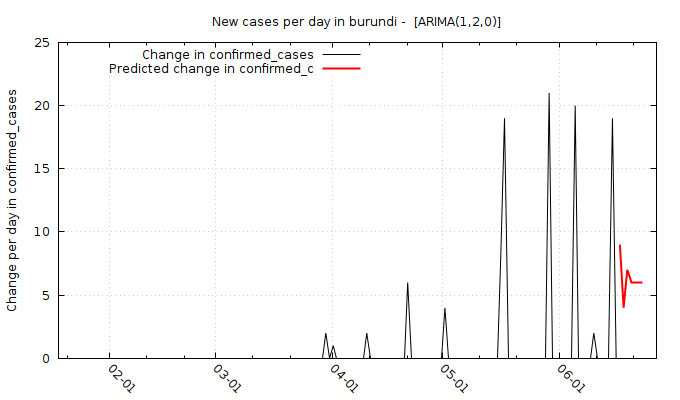 New cases per day in burundi -  [ARIMA(1,2,0)]
Change in confirmed_cases
Predicted change in confirmed_c
Change per day in confirmed_cases
25
20
15
10
5
0
02-01
03-01
04-01
05-01
06-01